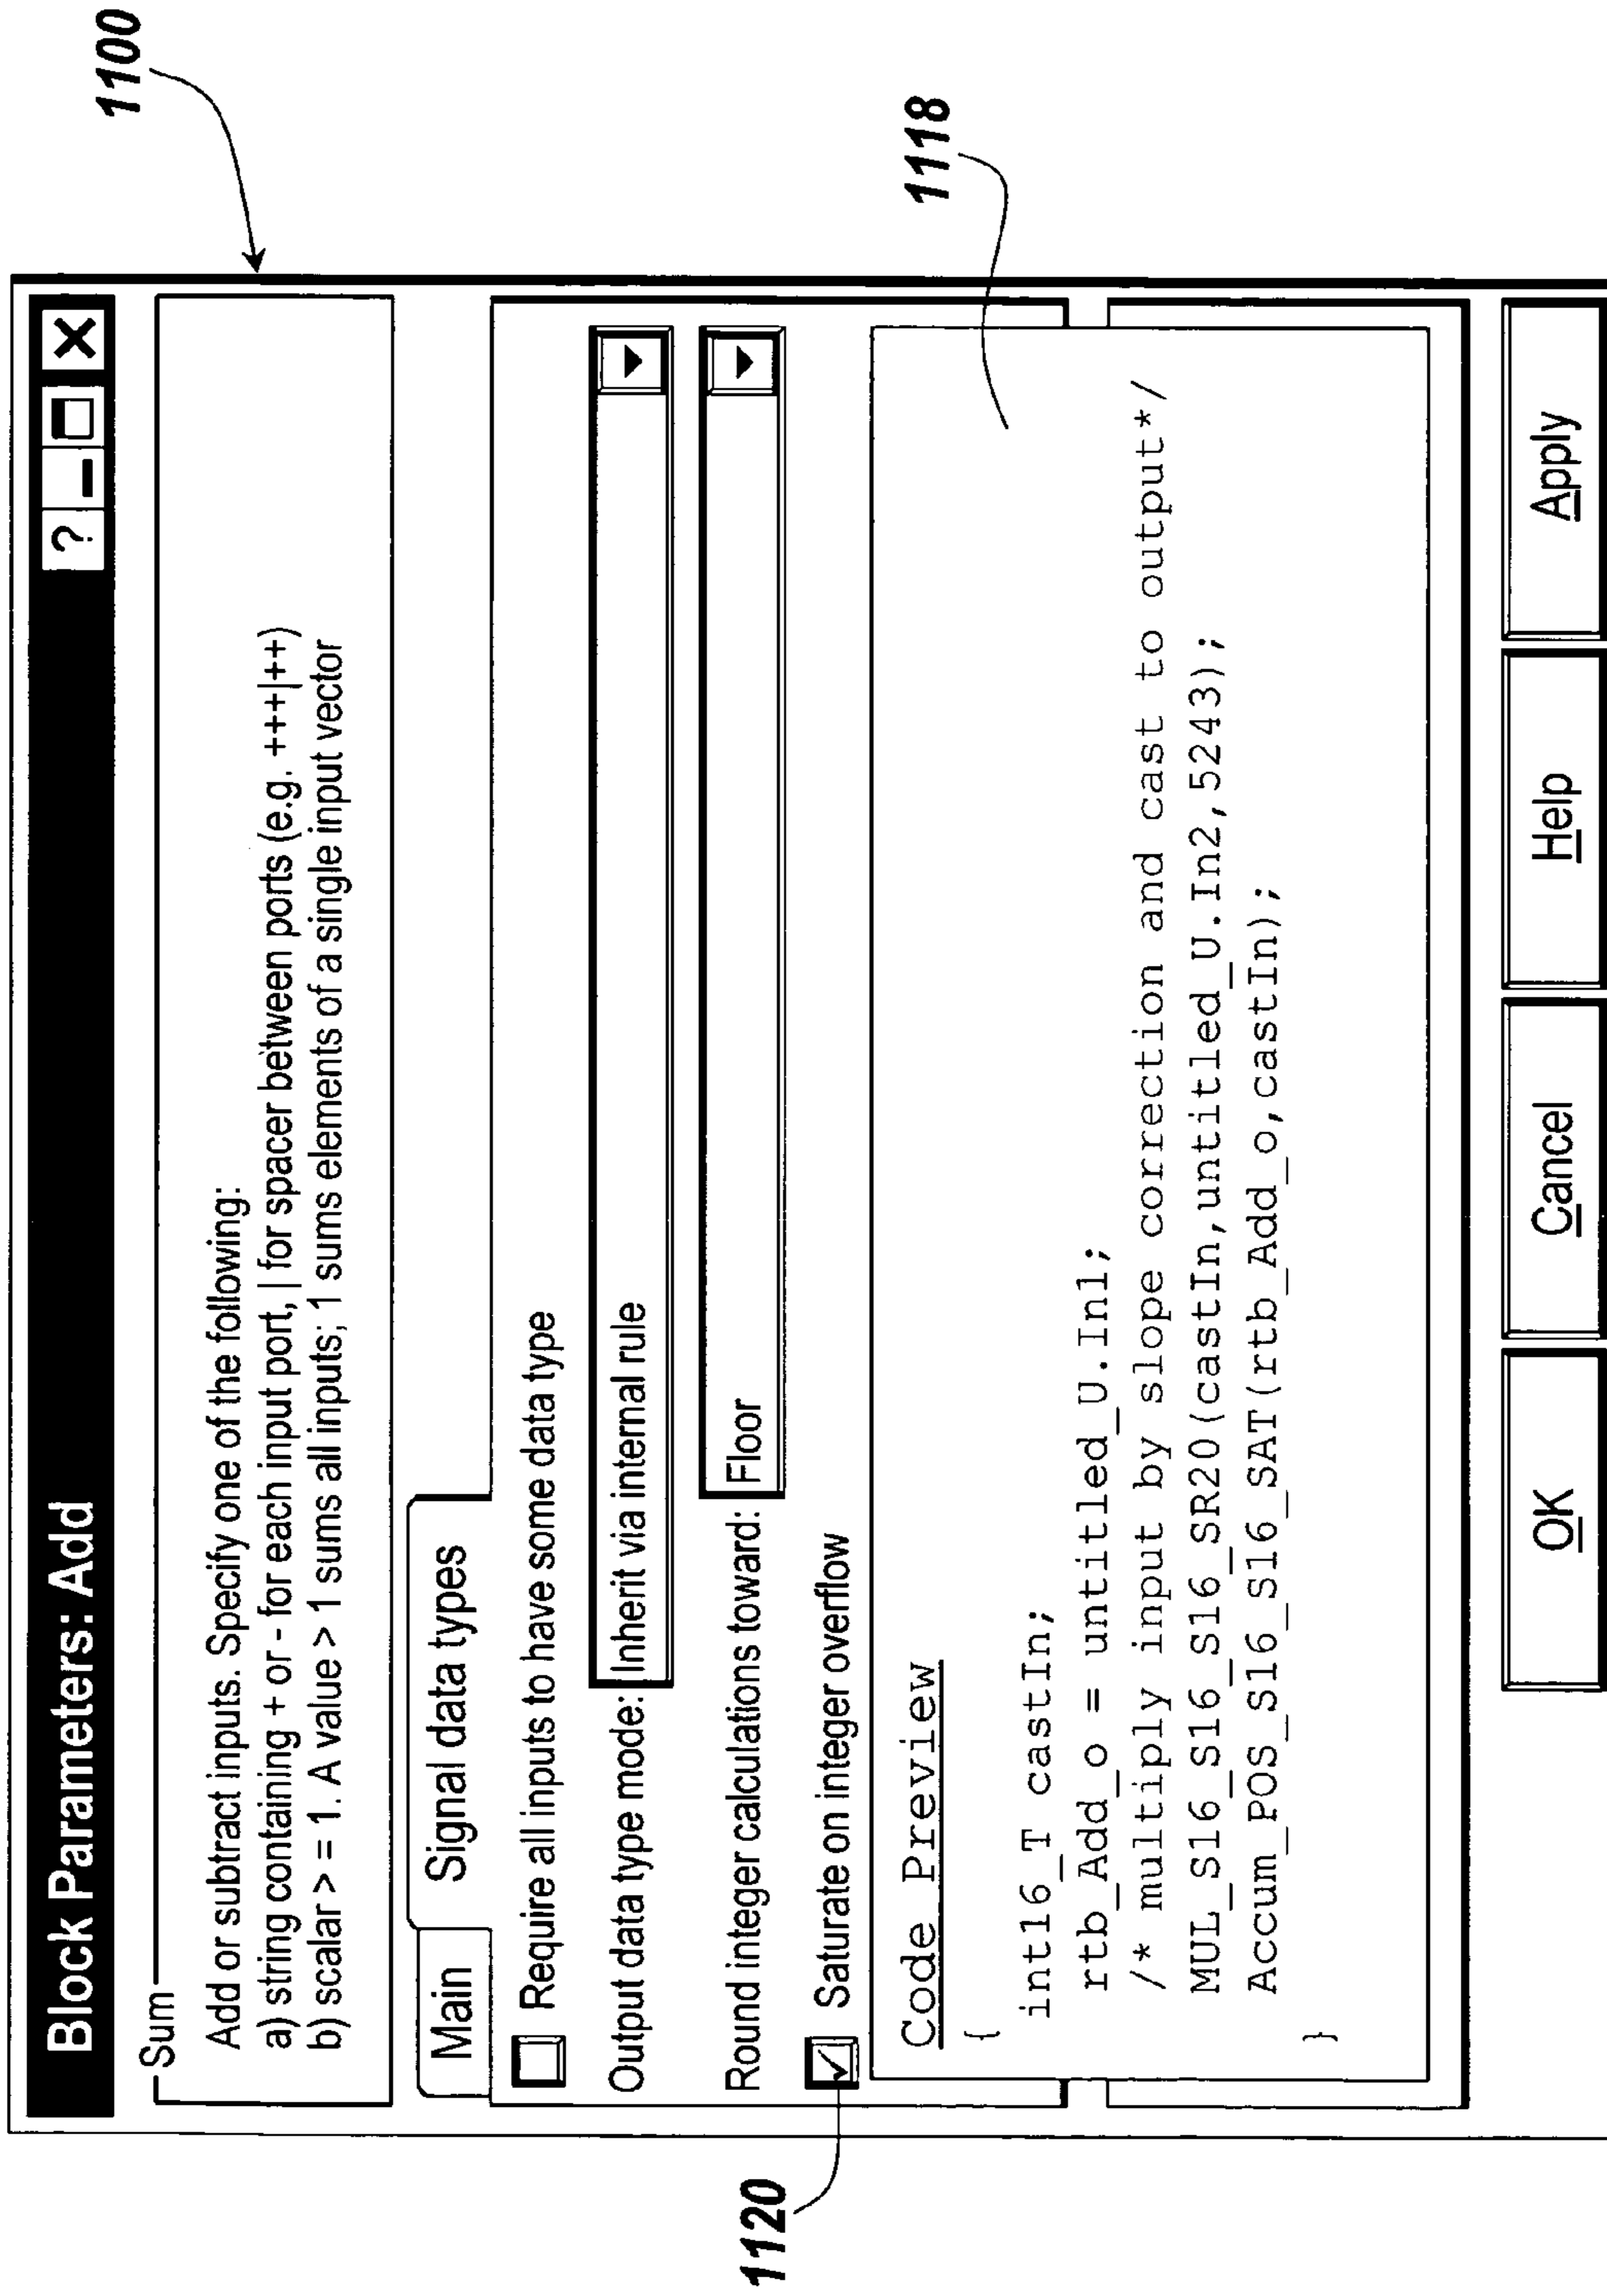 1100
Block Parameters: Add
?
Sum
Add or subtract inputs. Specify one of the following:
a) string containing + or - for each input port, | for spacer between ports (e.g. +++|++)
b) scalar > = 1. A value > 1 sums all inputs; 1 sums elements of a single input vector
Main
Signal data types
Require all inputs to have some data type
Output data type mode: Inherit via internal rule
Round integer calculations toward: Floor
1120
Saturate on integer overflow
1118
Code Preview
{
int16_T castIn;
rtb_Add_o = untitled_U.In1;
/* multiply input by slope correction and cast to output*/
MUL_S16_S16_S16_SR20(castIn,untitled_U.In2,5243);
Accum_POS_S16_S16_SAT(rtb_Add_o,castIn);
}
OK
Cancel
Help
Apply